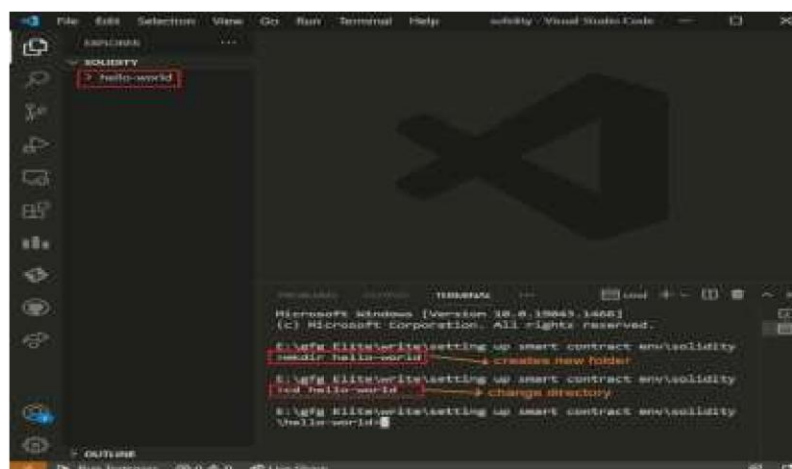 File Edit Selection View Go Run Terminal Help solidity - Visual Studio Code
EXPLORER ...
SOLIDITY
> hello-world
TERMINAL ... cmd
Microsoft Windows [Version 10.0.19043.1466]
(c) Microsoft Corporation. All rights reserved.
E:\gfg Elite\write\setting up smart contract env\solidity
>mkdir hello-world creates new folder
E:\gfg Elite\write\setting up smart contract env\solidity
>cd hello-world change directory
E:\gfg Elite\write\setting up smart contract env\solidity
\hello-world>
> OUTLINE